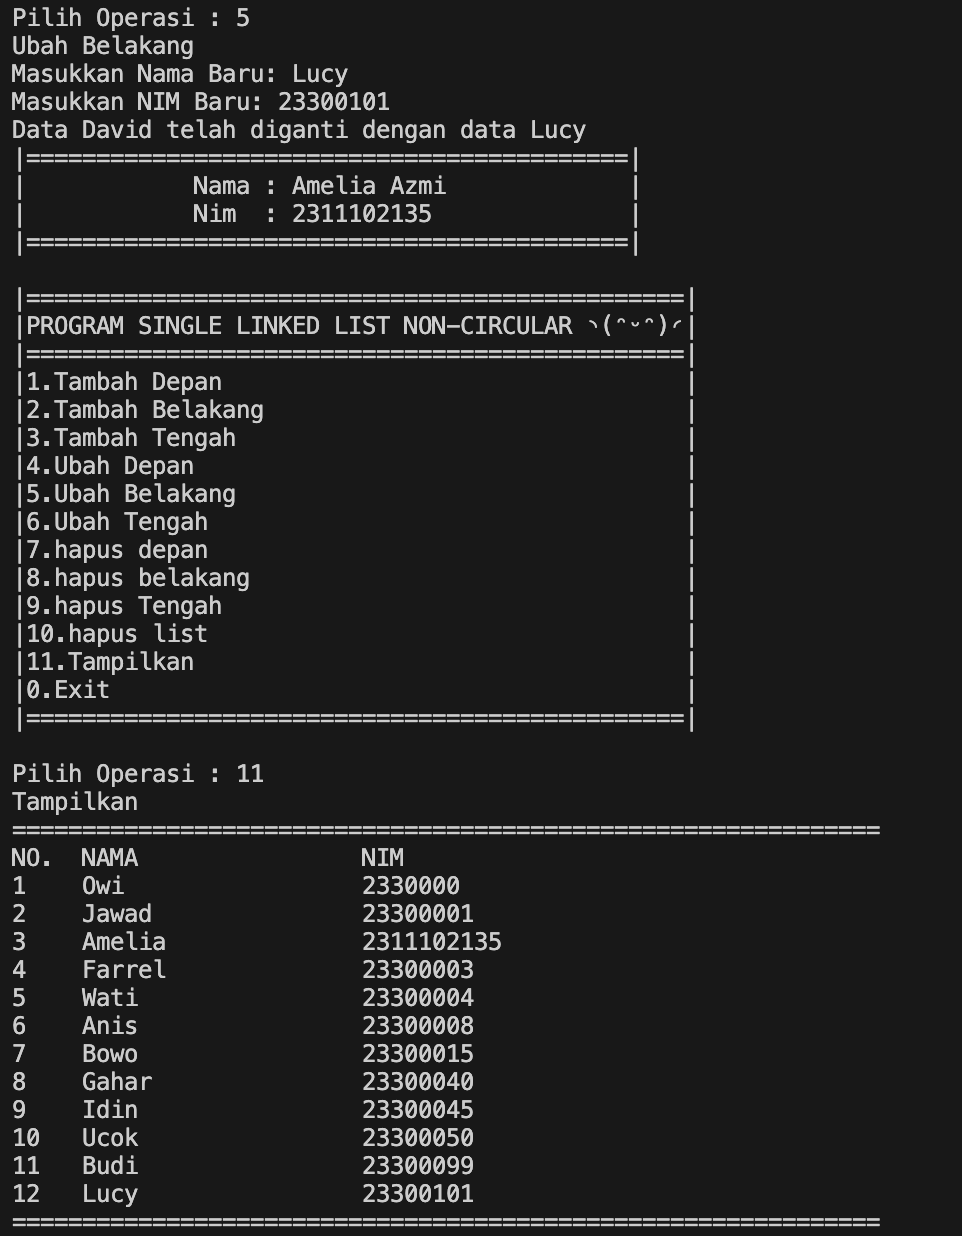 Pilih Operasi : 5
Ubah Belakang
Masukkan Nama Baru: Lucy
Masukkan NIM Baru: 23300101
Data David telah diganti dengan data Lucy
|===========================================|
|            Nama : Amelia Azmi             |
|            Nim  : 2311102135              |
|===========================================|
|===============================================|
|PROGRAM SINGLE LINKED LIST NON-CIRCULAR ヽ(ᵔᵕᵔ)ノ|
|===============================================|
|1.Tambah Depan                                 |
|2.Tambah Belakang                              |
|3.Tambah Tengah                                |
|4.Ubah Depan                                   |
|5.Ubah Belakang                                |
|6.Ubah Tengah                                  |
|7.hapus depan                                  |
|8.hapus belakang                               |
|9.hapus Tengah                                 |
|10.hapus list                                  |
|11.Tampilkan                                   |
|0.Exit                                         |
|===============================================|
Pilih Operasi : 11
Tampilkan
==============================================================
NO.  NAMA                NIM
1    Owi                 2330000
2    Jawad               23300001
3    Amelia              2311102135
4    Farrel              23300003
5    Wati                23300004
6    Anis                23300008
7    Bowo                23300015
8    Gahar               23300040
9    Idin                23300045
10   Ucok                23300050
11   Budi                23300099
12   Lucy                23300101
==============================================================